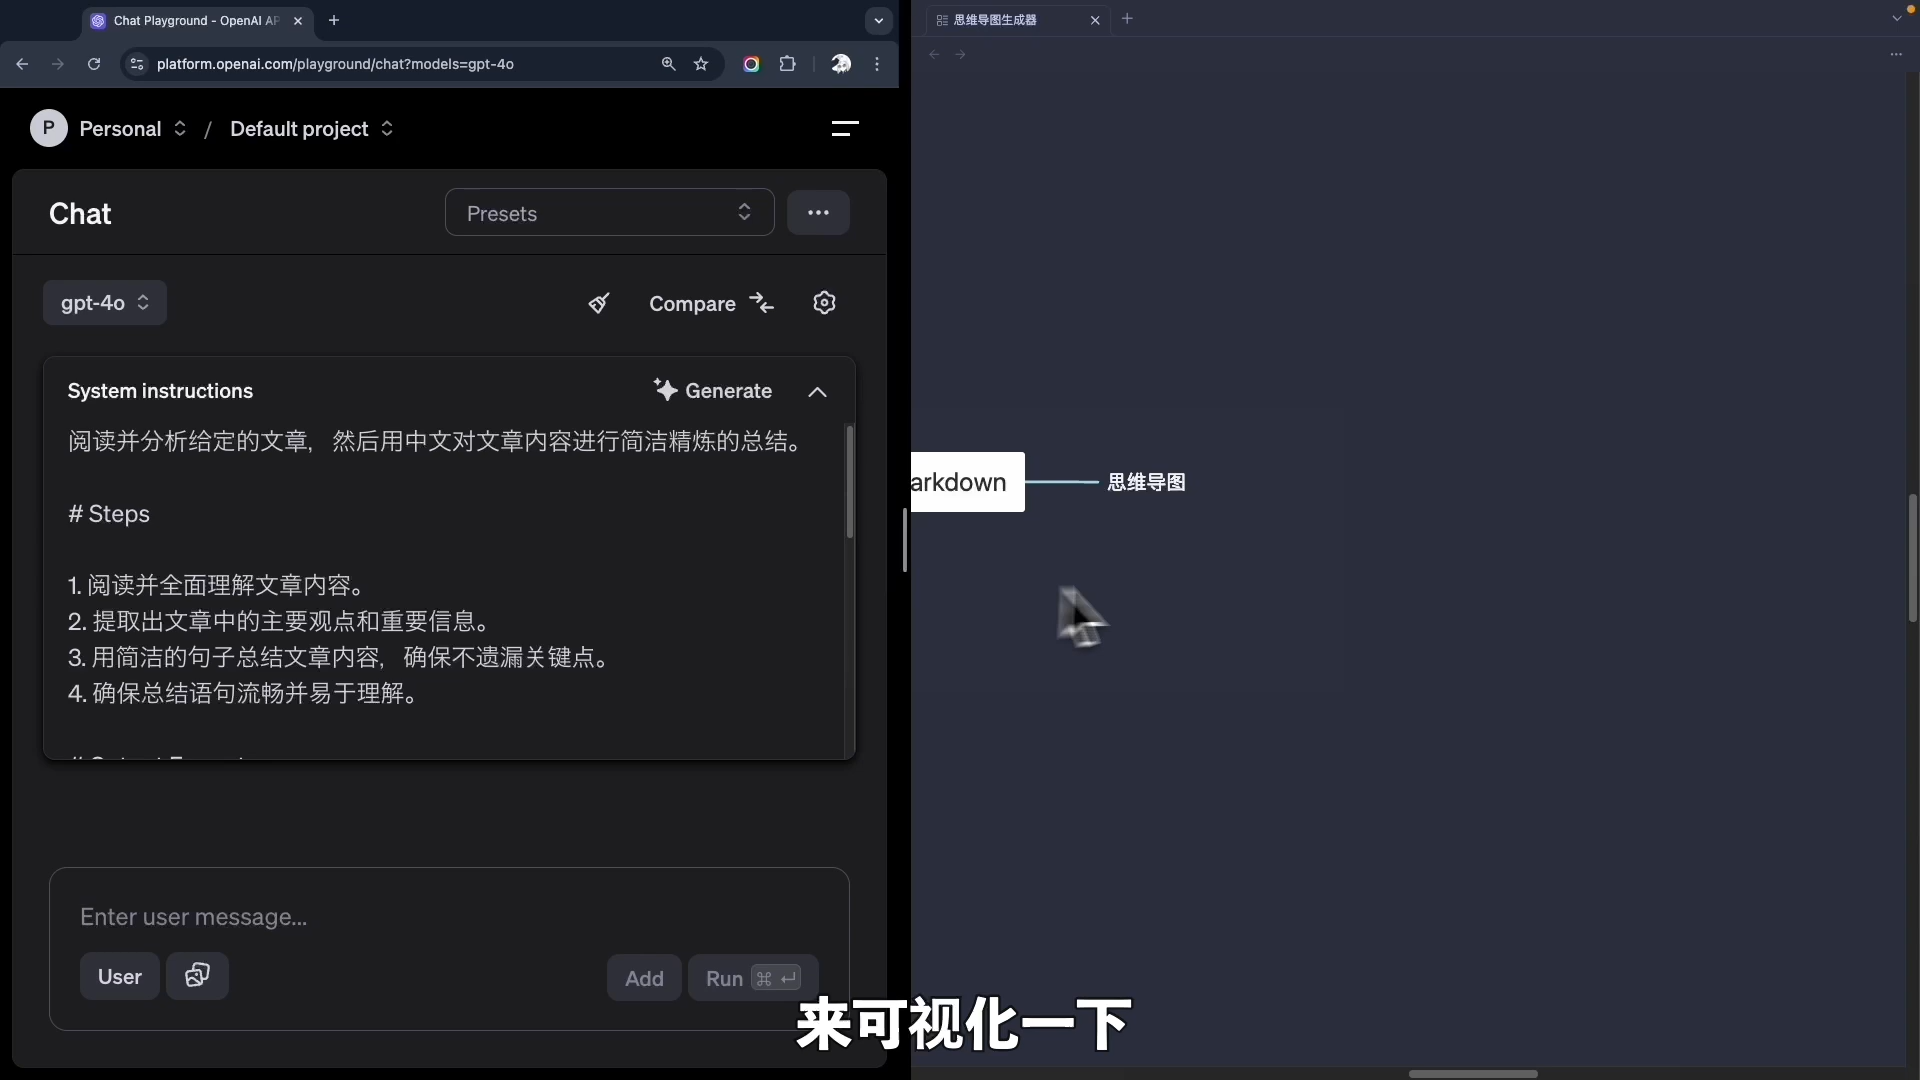 Chat Playground - OpenAI AP
platform.openai.com/playground/chat?models=gpt-4o
P Personal / Default project
Chat
Presets
gpt-4o
Compare
System instructions
Generate
阅读并分析给定的文章，然后用中文对文章内容进行简洁精炼的总结。
# Steps
1. 阅读并全面理解文章内容。
2. 提取出文章中的主要观点和重要信息。
3. 用简洁的句子总结文章内容，确保不遗漏关键点。
4. 确保总结语句流畅并易于理解。
Enter user message...
User
Add
Run ⌘ ↵
思维导图生成器
arkdown
思维导图
来可视化一下